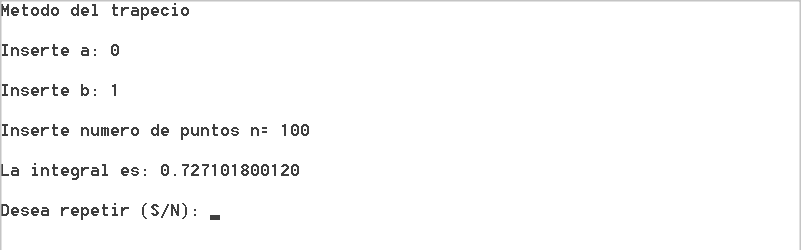 Metodo del trapecio
Inserte a: 0
Inserte b: 1
Inserte numero de puntos n= 100
La integral es: 0.727101800120
Desea repetir (S/N): _